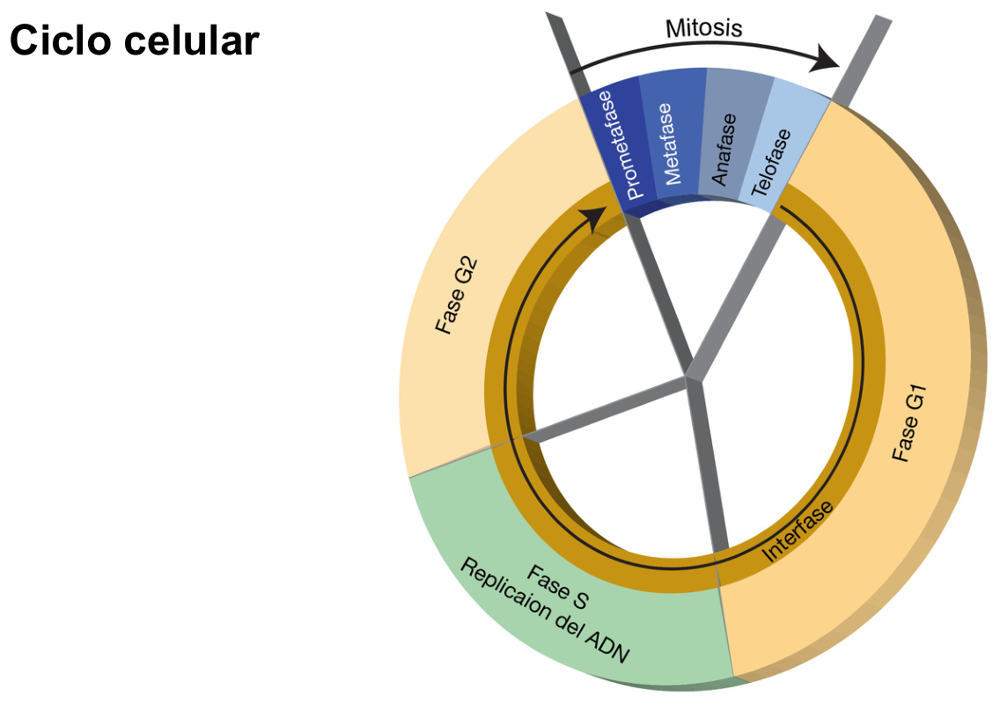 Ciclo celular
Mitosis
Prometafase
Metafase
Anafase
Telofase
Fase G2
Fase G1
Interfase
Fase S
Replicaion del ADN